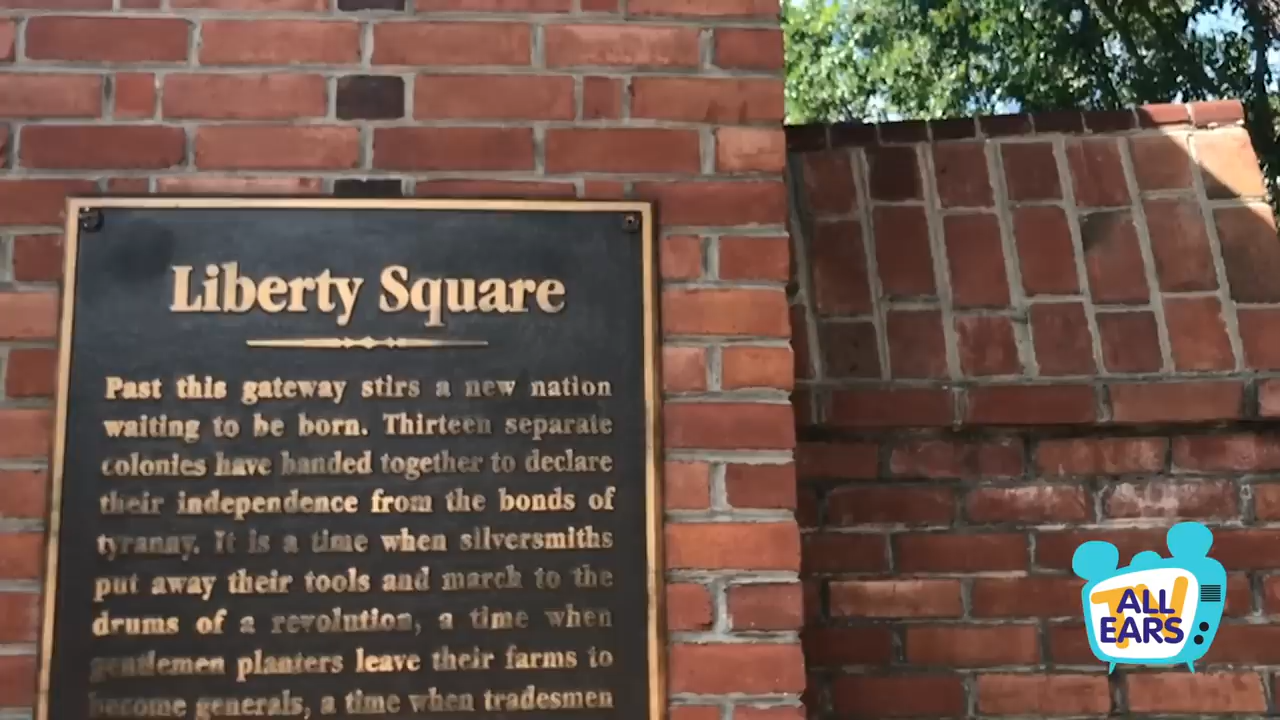 Liberty Square
Past this gateway stirs a new nation
waiting to be born. Thirteen separate
colonies have banded together to declare
their independence from the bonds of
tyranny. It is a time when silversmiths
put away their tools and march to the
drums of a revolution, a time when
gentlemen planters leave their farms to
become generals, a time when tradesmen
ALL
EARS
TV